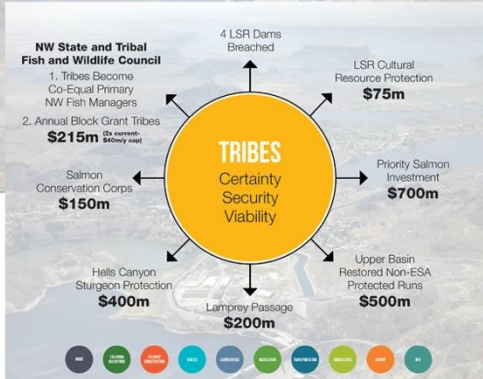 4 LSR Dams
Breached
NW State and Tribal
Fish and Wildlife Council
1. Tribes Become
Co-Equal Primary
NW Fish Managers
2. Annual Block Grant Tribes
$215m (2x current-
$40m/y cap)
LSR Cultural
Resource Protection
$75m
TRIBES
Certainty
Security
Viability
Salmon
Conservation Corps
$150m
Priority Salmon
Investment
$700m
Hells Canyon
Sturgeon Protection
$400m
Lamprey Passage
$200m
Upper Basin
Restored Non-ESA
Protected Runs
$500m